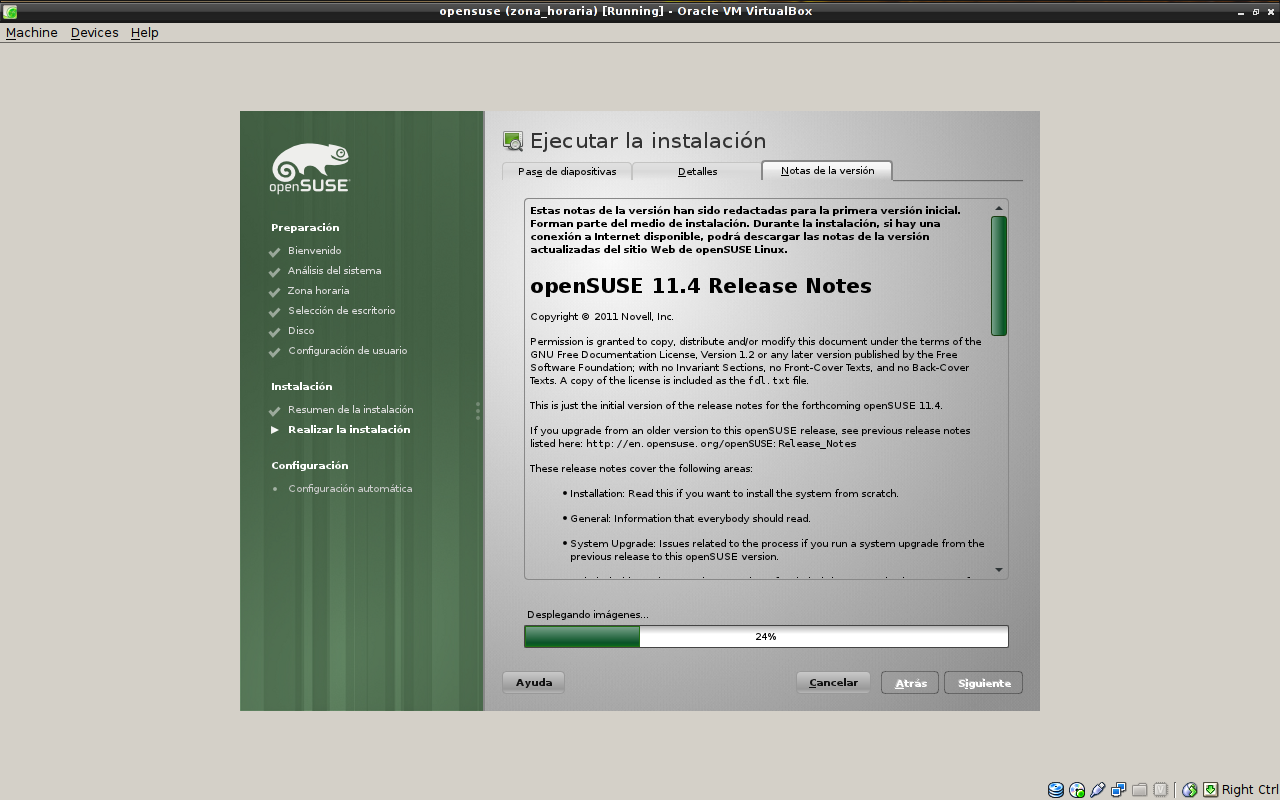 opensuse (zona_horaria) [Running] - Oracle VM VirtualBox
Machine Devices Help
openSUSE
Preparación
Bienvenido
Análisis del sistema
Zona horaria
Selección de escritorio
Disco
Configuración de usuario
Instalación
Resumen de la instalación
Realizar la instalación
Configuración
Configuración automática
Ejecutar la instalación
Pase de diapositivas
Detalles
Notas de la versión
Estas notas de la versión han sido redactadas para la primera versión inicial.
Forman parte del medio de instalación. Durante la instalación, si hay una
conexión a Internet disponible, podrá descargar las notas de la versión
actualizadas del sitio Web de openSUSE Linux.
openSUSE 11.4 Release Notes
Copyright © 2011 Novell, Inc.
Permission is granted to copy, distribute and/or modify this document under the terms of the
GNU Free Documentation License, Version 1.2 or any later version published by the Free
Software Foundation; with no Invariant Sections, no Front-Cover Texts, and no Back-Cover
Texts. A copy of the license is included as the fdl.txt file.
This is just the initial version of the release notes for the forthcoming openSUSE 11.4.
If you upgrade from an older version to this openSUSE release, see previous release notes
listed here: http://en.opensuse.org/openSUSE:Release_Notes
These release notes cover the following areas:
• Installation: Read this if you want to install the system from scratch.
• General: Information that everybody should read.
• System Upgrade: Issues related to the process if you run a system upgrade from the
previous release to this openSUSE version.
Desplegando imágenes...
24%
Ayuda
Cancelar
Atrás
Siguiente
Right Ctrl